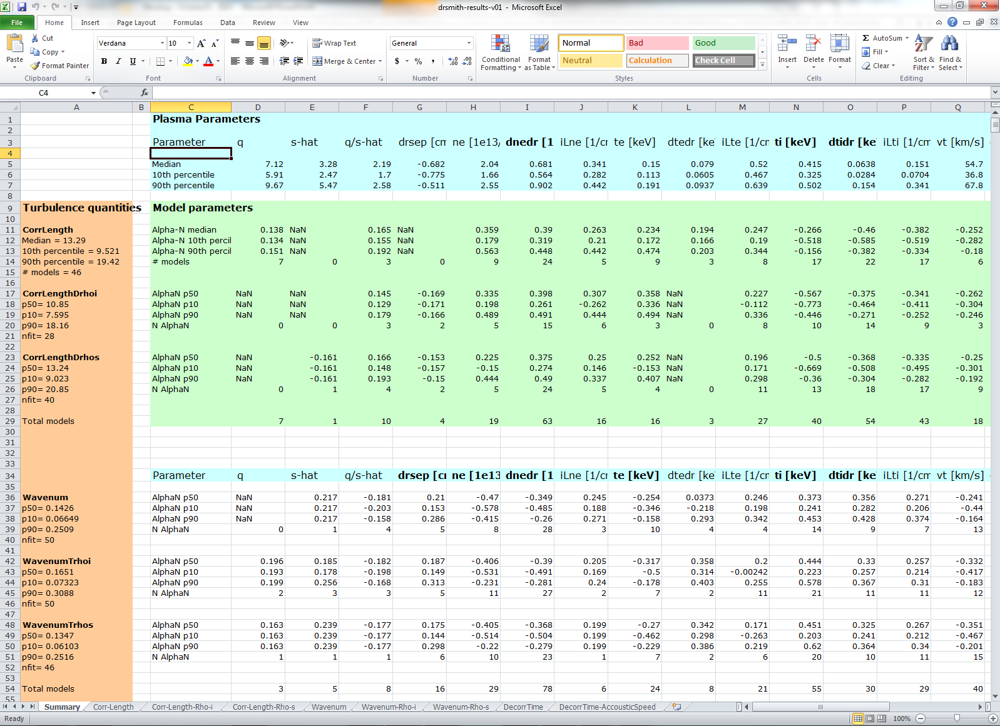 drsmith-results-v01 - Microsoft Excel
File Home Insert Page Layout Formulas Data Review View
Paste Cut Copy Format Painter Clipboard
Verdana 10 B I U Font
Wrap Text Merge & Center Alignment
General $ % , Number
Conditional Formatting Format as Table Normal Bad Good Neutral Calculation Check Cell Styles
Insert Delete Format Cells
Σ AutoSum Fill Clear Sort & Filter Find & Select Editing
C4 fx
A B C D E F G H I J K L M N O P Q
1 Plasma Parameters
2
3 Parameter q s-hat q/s-hat drsep [cm ne [1e13/ dnedr [1 iLne [1/cr te [keV] dtedr [ke iLte [1/cm ti [keV] dtidr [ke iLti [1/cm vt [km/s]
4
5 Median 7.12 3.28 2.19 -0.682 2.04 0.681 0.341 0.15 0.079 0.52 0.415 0.0638 0.151 54.7
6 10th percentile 5.91 2.47 1.7 -0.775 1.66 0.564 0.282 0.113 0.0605 0.467 0.325 0.0284 0.0704 36.8
7 90th percentile 9.67 5.47 2.58 -0.511 2.55 0.902 0.442 0.191 0.0937 0.639 0.502 0.154 0.341 67.8
8
9 Turbulence quantities Model parameters
10
11 CorrLength Alpha-N median 0.138 NaN 0.165 NaN 0.359 0.39 0.263 0.234 0.194 0.247 -0.266 -0.46 -0.382 -0.252
12 Median = 13.29 Alpha-N 10th percil 0.134 NaN 0.155 NaN 0.179 0.319 0.21 0.172 0.166 0.19 -0.518 -0.585 -0.519 -0.282
13 10th percentile = 9.521 Alpha-N 90th percil 0.151 NaN 0.192 NaN 0.563 0.448 0.442 0.474 0.203 0.344 -0.156 -0.382 -0.334 -0.18
14 90th percentile = 19.42 # models 7 0 3 0 9 24 5 9 3 8 17 22 17 6
15 # models = 46
16
17 CorrLengthDrhoi AlphaN p50 NaN NaN 0.145 -0.169 0.335 0.398 0.307 0.358 NaN 0.227 -0.567 -0.375 -0.341 -0.262
18 p50= 10.85 AlphaN p10 NaN NaN 0.129 -0.171 0.198 0.261 -0.262 0.336 NaN -0.112 -0.773 -0.464 -0.411 -0.304
19 p10= 7.595 AlphaN p90 NaN NaN 0.179 -0.166 0.489 0.491 0.444 0.494 NaN 0.336 -0.446 -0.271 -0.252 -0.246
20 p90= 18.16 N AlphaN 0 0 3 2 5 15 6 3 0 8 10 14 9 3
21 nfit= 28
22
23 CorrLengthDrhos AlphaN p50 NaN -0.161 0.166 -0.153 0.225 0.375 0.25 0.252 NaN 0.196 -0.5 -0.368 -0.335 -0.25
24 p50= 13.24 AlphaN p10 NaN -0.161 0.148 -0.157 -0.15 0.274 0.146 -0.153 NaN 0.171 -0.669 -0.508 -0.495 -0.301
25 p10= 9.023 AlphaN p90 NaN -0.161 0.193 -0.15 0.444 0.49 0.337 0.407 NaN 0.298 -0.36 -0.304 -0.282 -0.192
26 p90= 20.85 N AlphaN 0 1 4 2 5 24 5 4 0 11 13 18 17 9
27 nfit= 40
28
29 Total models 7 1 10 4 19 63 16 16 3 27 40 54 43 18
30
31
32
33
34 Parameter q s-hat q/s-hat drsep [cr ne [1e13 dnedr [1 iLne [1/cr te [keV] dtedr [ke iLte [1/cm ti [keV] dtidr [ke iLti [1/cm vt [km/s]
35
36 Wavenum AlphaN p50 NaN 0.217 -0.181 0.21 -0.47 -0.349 0.245 -0.254 0.0373 0.246 0.373 0.356 0.271 -0.241
37 p50= 0.1426 AlphaN p10 NaN 0.217 -0.203 0.153 -0.578 -0.485 0.188 -0.346 -0.218 0.198 0.241 0.282 0.206 -0.44
38 p10= 0.06649 AlphaN p90 NaN 0.217 -0.158 0.286 -0.415 -0.26 0.271 -0.158 0.293 0.342 0.453 0.428 0.374 -0.164
39 p90= 0.2509 N AlphaN 0 1 4 5 8 28 3 10 4 4 14 9 7 13
40 nfit= 50
41
42 WavenumTrhoi AlphaN p50 0.196 0.185 -0.182 0.187 -0.406 -0.39 0.205 -0.317 0.358 0.2 0.444 0.33 0.257 -0.332
43 p50= 0.1651 AlphaN p10 0.193 0.178 -0.198 0.149 -0.531 -0.491 0.169 -0.5 0.314 -0.00242 0.223 0.257 0.214 -0.417
44 p10= 0.07323 AlphaN p90 0.199 0.256 -0.168 0.313 -0.231 -0.281 0.24 -0.178 0.403 0.255 0.578 0.367 0.31 -0.183
45 p90= 0.3088 N AlphaN 2 3 3 5 11 27 2 7 2 11 21 11 11 12
46 nfit= 50
47
48 WavenumTrhos AlphaN p50 0.163 0.239 -0.177 0.175 -0.405 -0.368 0.199 -0.27 0.342 0.171 0.451 0.325 0.267 -0.351
49 p50= 0.1347 AlphaN p10 0.163 0.239 -0.177 0.144 -0.514 -0.504 0.199 -0.462 0.298 -0.263 0.203 0.241 0.212 -0.467
50 p10= 0.06103 AlphaN p90 0.163 0.239 -0.177 0.298 -0.22 -0.279 0.199 -0.229 0.386 0.219 0.62 0.364 0.34 -0.201
51 p90= 0.2516 N AlphaN 1 1 1 6 10 23 1 7 2 6 20 10 11 15
52 nfit= 46
53
54 Total models 3 5 8 16 29 78 6 24 8 21 55 30 29 40
55
Summary Corr-Length Corr-Length-Rho-i Corr-Length-Rho-s Wavenum Wavenum-Rho-i Wavenum-Rho-s DecorrTime DecorrTime-AccousticSpeed
Ready 100%